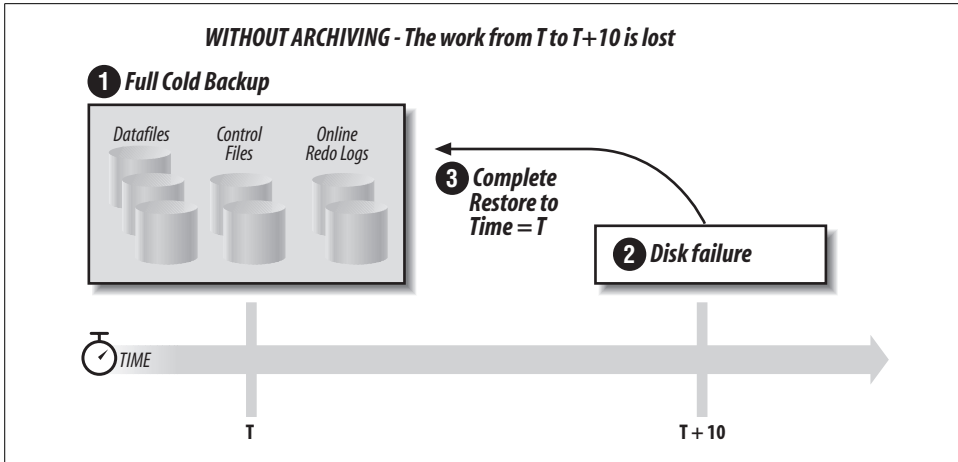 WITHOUT ARCHIVING - The work from T to T+10 is lost
1 Full Cold Backup
Datafiles
Control
Files
Online
Redo Logs
3 Complete
Restore to
Time = T
2 Disk failure
TIME
T
T + 10